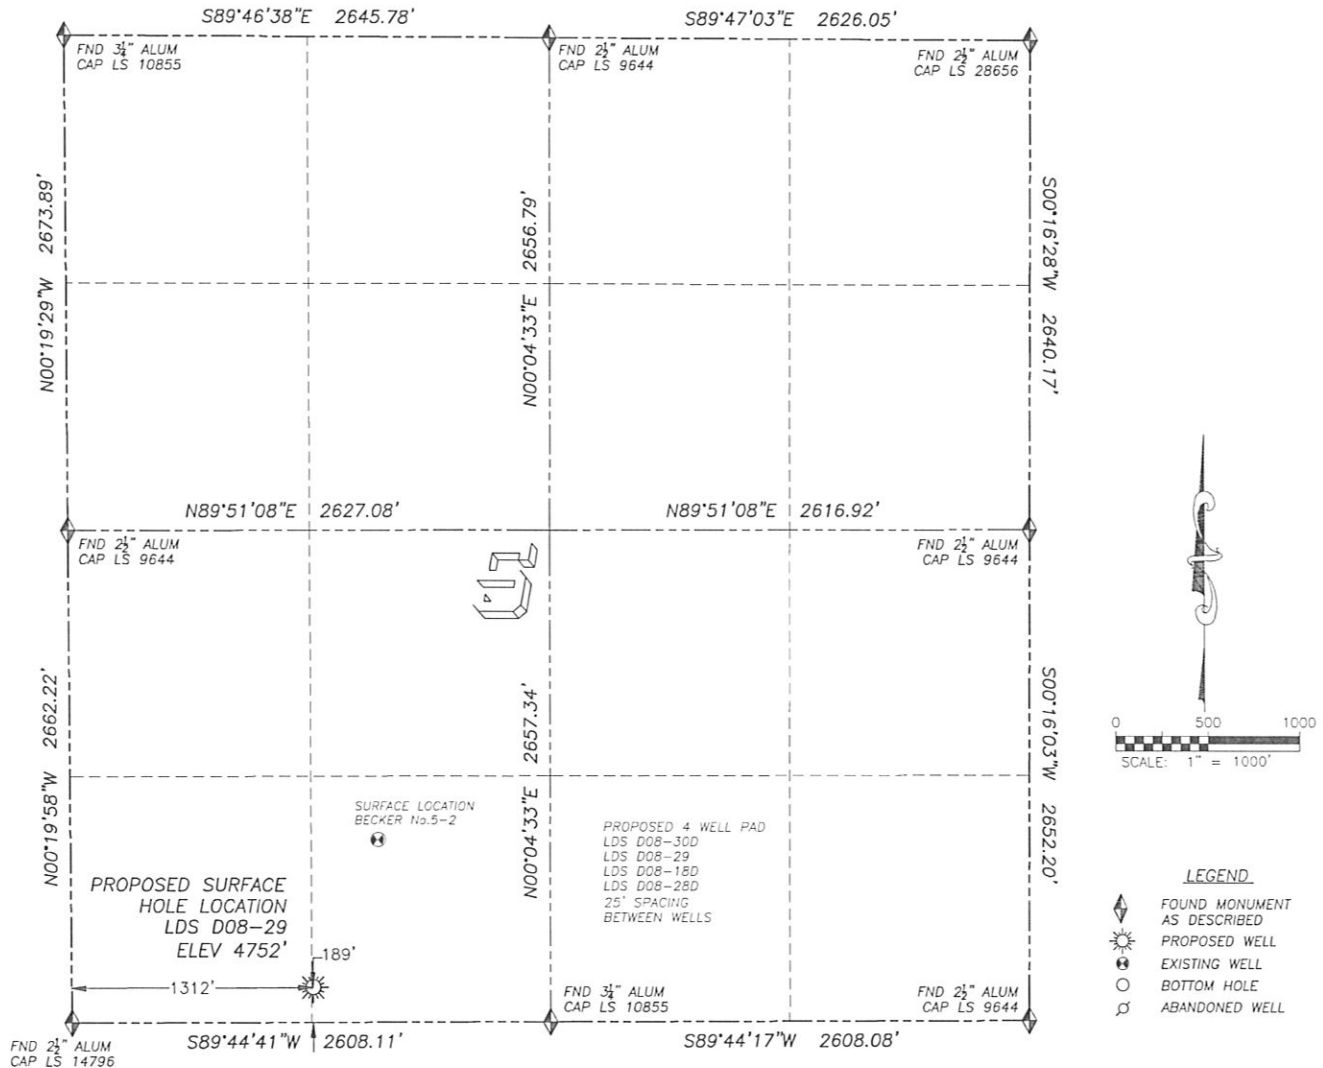 S89°46'38"E 2645.78'
S89°47'03"E 2626.05'
FND 3¼" ALUM
CAP LS 10855
FND 2½" ALUM
CAP LS 9644
FND 2½" ALUM
CAP LS 28656
N00°19'29"W 2673.89'
N00°04'33"E 2656.79'
S00°16'28"W 2640.17'
N89°51'08"E 2627.08'
N89°51'08"E 2616.92'
FND 2½" ALUM
CAP LS 9644
FND 2½" ALUM
CAP LS 9644
N00°19'58"W 2662.22'
N00°04'33"E 2657.34'
S00°16'03"W 2652.20'
0 500 1000
SCALE: 1" = 1000'
SURFACE LOCATION
BECKER No.5-2
PROPOSED 4 WELL PAD
LDS D08-30D
LDS D08-29
LDS D08-18D
LDS D08-28D
25' SPACING
BETWEEN WELLS
PROPOSED SURFACE
HOLE LOCATION
LDS D08-29
ELEV 4752'
189'
1312'
LEGEND
FOUND MONUMENT
AS DESCRIBED
PROPOSED WELL
EXISTING WELL
BOTTOM HOLE
ABANDONED WELL
FND 3¼" ALUM
CAP LS 10855
FND 2½" ALUM
CAP LS 9644
FND 2½" ALUM
CAP LS 14796
S89°44'41"W 2608.11'
S89°44'17"W 2608.08'